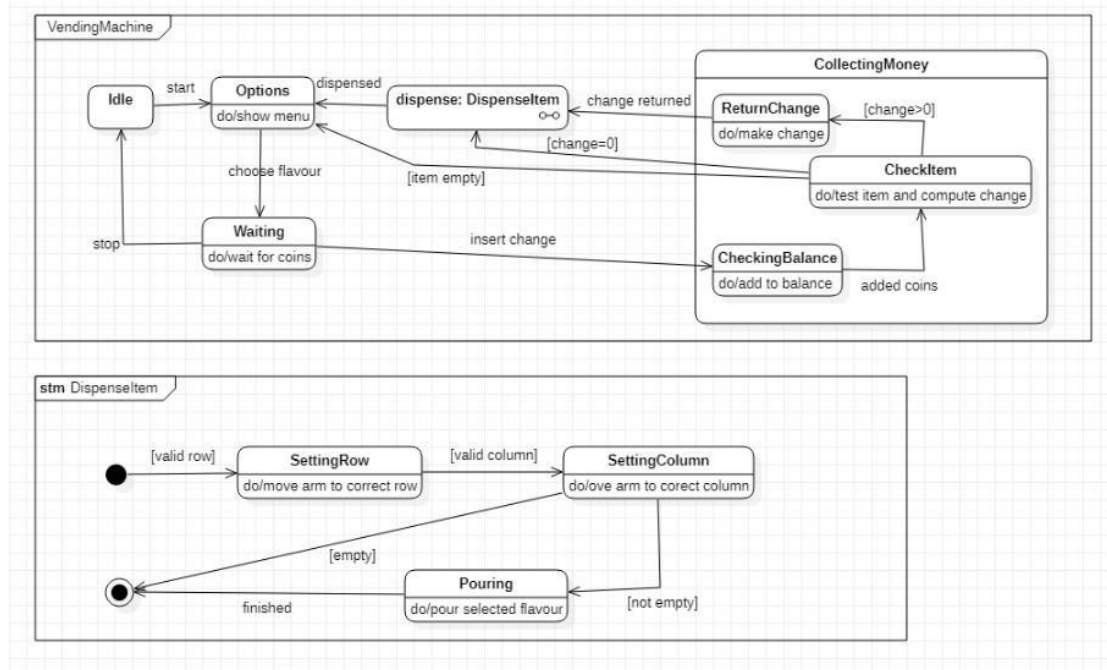 VendingMachine
CollectingMoney
Idle
start
Options
do/show menu
dispensed
dispense: DispenseItem
change returned
ReturnChange
do/make change
[change>0]
[change=0]
CheckItem
do/test item and compute change
choose flavour
[item empty]
Waiting
do/wait for coins
stop
insert change
CheckingBalance
do/add to balance
added coins
stm DispenseItem
[valid row]
SettingRow
do/move arm to correct row
[valid column]
SettingColumn
do/ove arm to corect column
[empty]
Pouring
do/pour selected flavour
finished
[not empty]